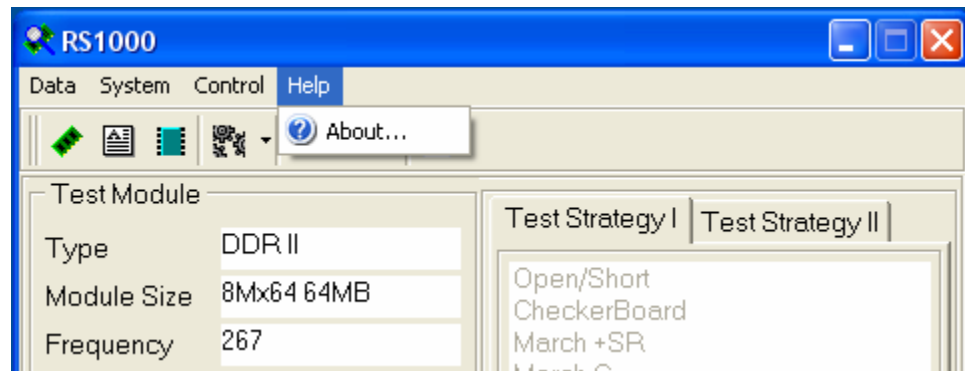 RS1000
Data System Control Help
About...
Test Module
Type DDR II
Module Size 8Mx64 64MB
Frequency 267
Test Strategy I Test Strategy II
Open/Short
CheckerBoard
March +SR